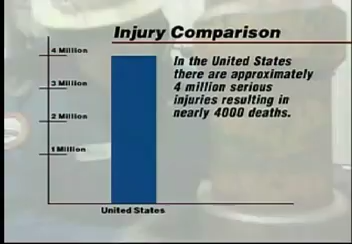 Injury Comparison
4 Million
3 Million
2 Million
1 Million
In the United States
there are approximately
4 million serious
injuries resulting in
nearly 4000 deaths.
United States